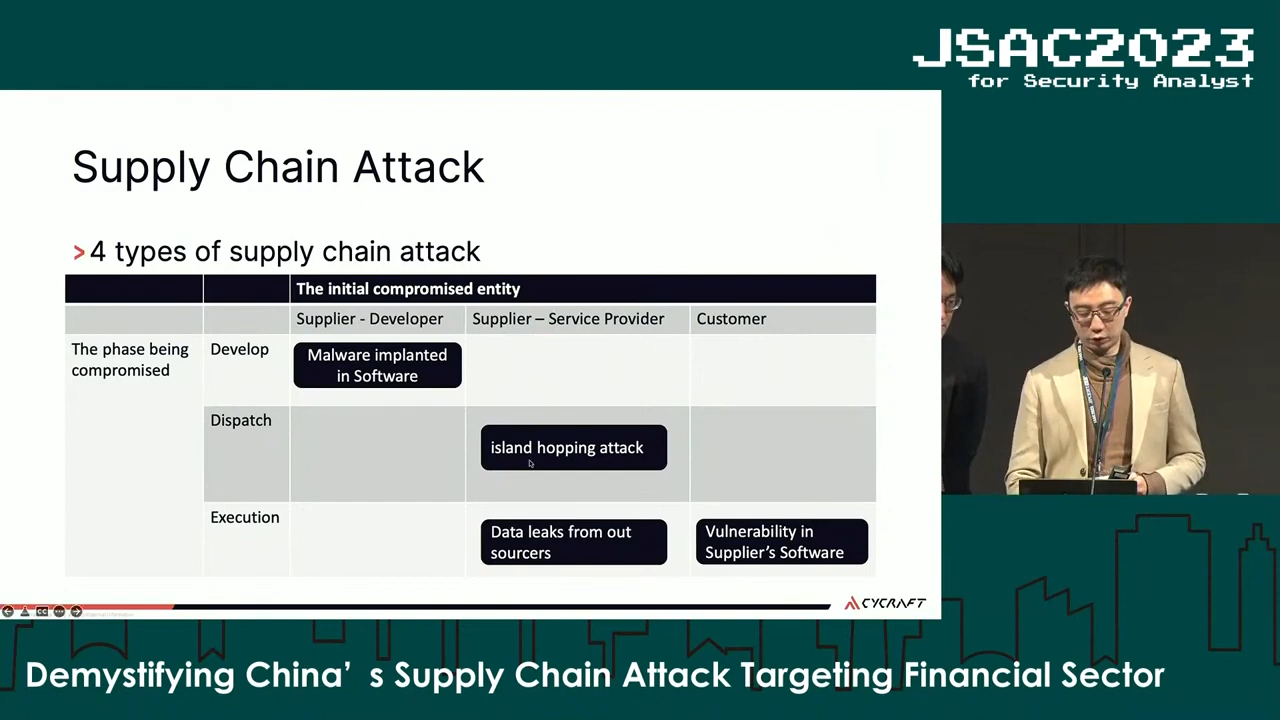 JSAC2023
for Security Analyst
Supply Chain Attack
>4 types of supply chain attack
The initial compromised entity
Supplier - Developer
Supplier – Service Provider
Customer
The phase being
compromised
Develop
Malware implanted
in Software
Dispatch
island hopping attack
Execution
Data leaks from out
sourcers
Vulnerability in
Supplier's Software
CYCRAFT
Demystifying China’ s Supply Chain Attack Targeting Financial Sector